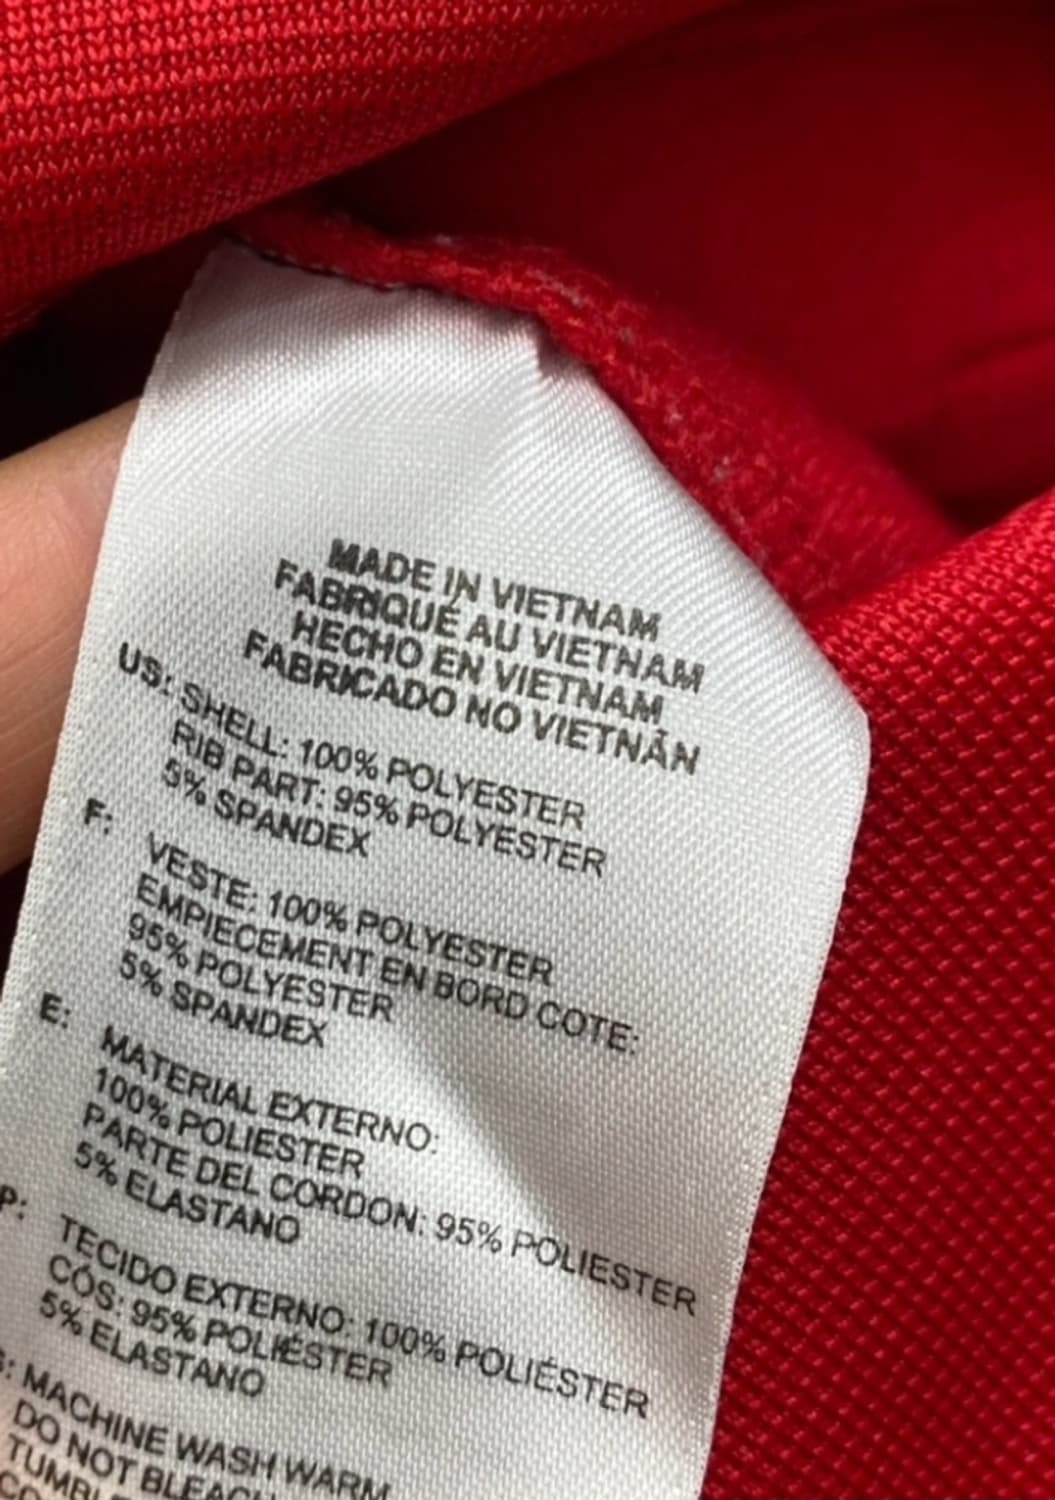 MADE IN VIETNAM
FABRIQUÉ AU VIETNAM
HECHO EN VIETNAM
FABRICADO NO VIETNÃN
US: SHELL: 100% POLYESTER
RIB PART: 95% POLYESTER
5% SPANDEX
F: VESTE: 100% POLYESTER
EMPIECEMENT EN BORD COTE:
95% POLYESTER
5% SPANDEX
E: MATERIAL EXTERNO:
100% POLIESTER
PARTE DEL CORDON: 95% POLIESTER
5% ELASTANO
P: TECIDO EXTERNO: 100% POLIÉSTER
CÓS: 95% POLIÉSTER
5% ELASTANO
MACHINE WASH WARM
DO NOT